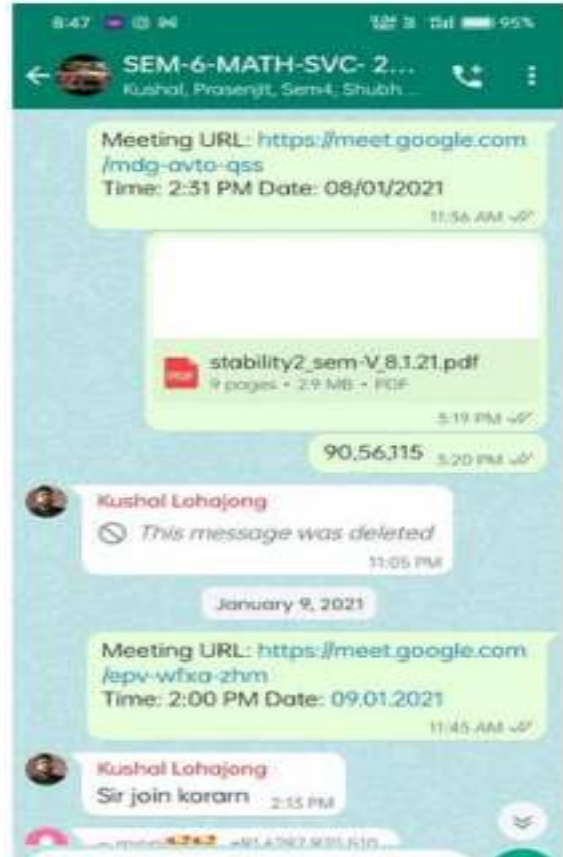 8:47
95%
SEM-6-MATH-SVC- 2...
Kushal, Prasenjit, Sem4, Shubh...
Meeting URL: https://meet.google.com
/mdg-avto-qss
Time: 2:31 PM Date: 08/01/2021
11:56 AM
stability2_sem-V_8.1.21.pdf
PDF
9 pages • 2.9 MB • PDF
5:19 PM
90,56,115
5:20 PM
Kushal Lohajong
This message was deleted
11:05 PM
January 9, 2021
Meeting URL: https://meet.google.com
/epv-wfxa-zhm
Time: 2:00 PM Date: 09.01.2021
11:45 AM
Kushal Lohajong
Sir join korarn
2:15 PM